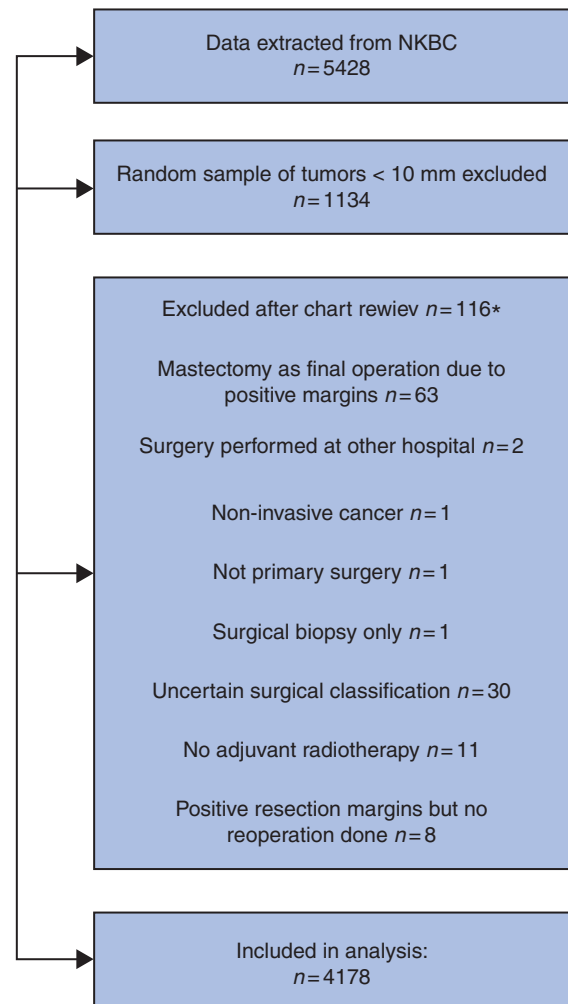 Data extracted from NKBC
n=5428
Random sample of tumors < 10 mm excluded
n=1134
Excluded after chart rewiev n=116*
Mastectomy as final operation due to
positive margins n=63
Surgery performed at other hospital n=2
Non-invasive cancer n=1
Not primary surgery n=1
Surgical biopsy only n=1
Uncertain surgical classification n=30
No adjuvant radiotherapy n=11
Positive resection margins but no
reoperation done n=8
Included in analysis:
n=4178